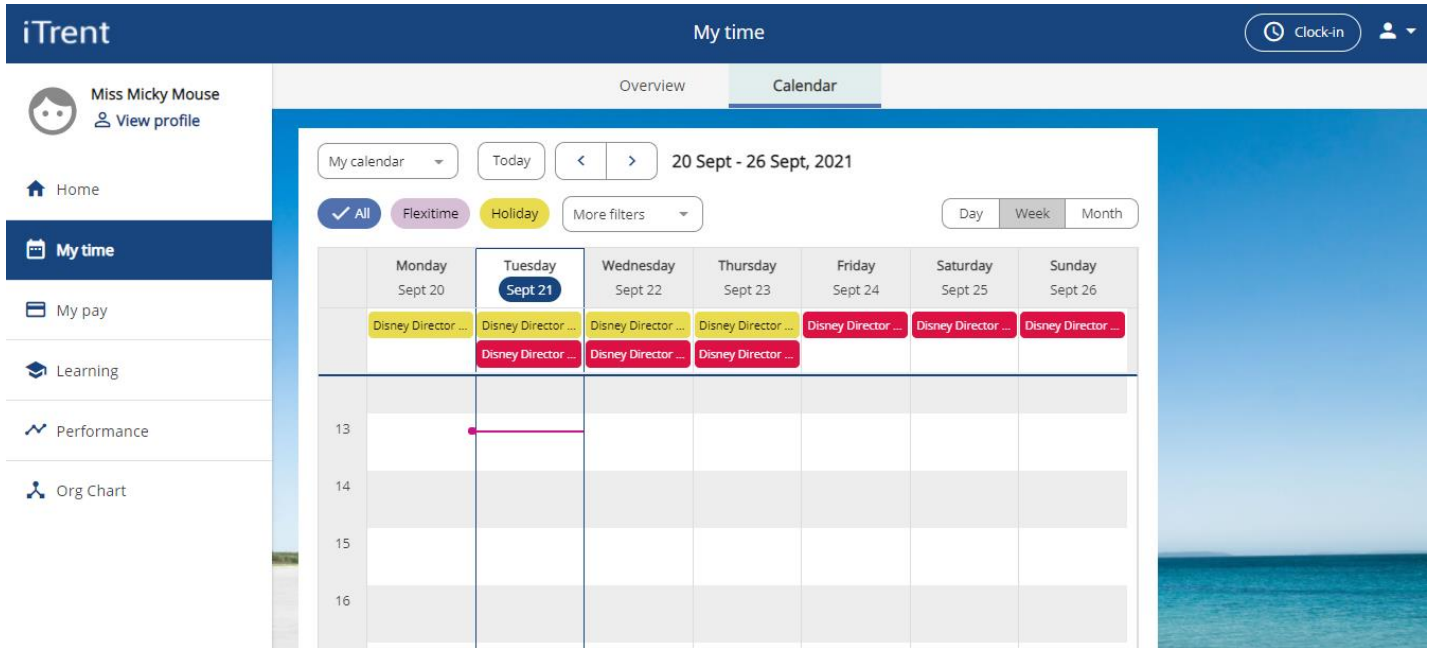 iTrent
My time
Clock-in
Miss Micky Mouse
View profile
Home
My time
My pay
Learning
Performance
Org Chart
Overview
Calendar
My calendar
Today
20 Sept - 26 Sept, 2021
All
Flexitime
Holiday
More filters
Day
Week
Month
Monday Tuesday Wednesday Thursday Friday Saturday Sunday
Sept 20 Sept 21 Sept 22 Sept 23 Sept 24 Sept 25 Sept 26
Disney Director ... Disney Director ... Disney Director ... Disney Director ... Disney Director ... Disney Director ... Disney Director ...
Disney Director ... Disney Director ... Disney Director ...
13
14
15
16